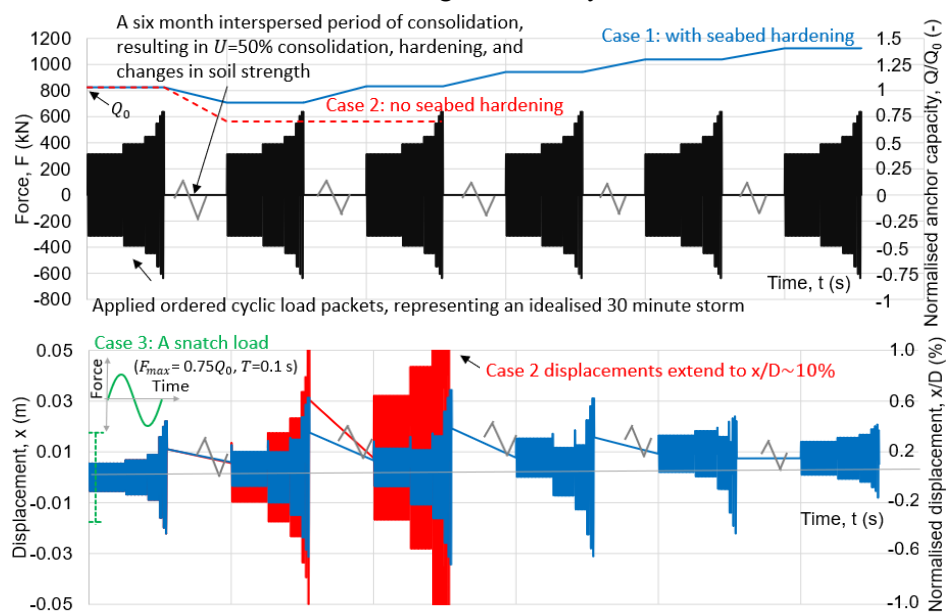 A six month interspersed period of consolidation,
resulting in U=50% consolidation, hardening, and
changes in soil strength
Case 1: with seabed hardening
Case 2: no seabed hardening
Q₀
Force, F (kN)
1200
1000
800
600
400
200
0
-200
-400
-600
-800
Normalised anchor capacity, Q/Q₀ (-)
1.5
1.25
1
0.75
0.5
0.25
0
-0.25
-0.5
-0.75
-1
Time, t (s)
Applied ordered cyclic load packets, representing an idealised 30 minute storm
Case 3: A snatch load
(F_max = 0.75Q₀, T=0.1 s)
Force
Time
Case 2 displacements extend to x/D~10%
Displacement, x (m)
0.05
0.03
0.01
-0.01
-0.03
-0.05
Normalised displacement, x/D (%)
1.0
0.6
0.2
-0.2
-0.6
-1.0
Time, t (s)